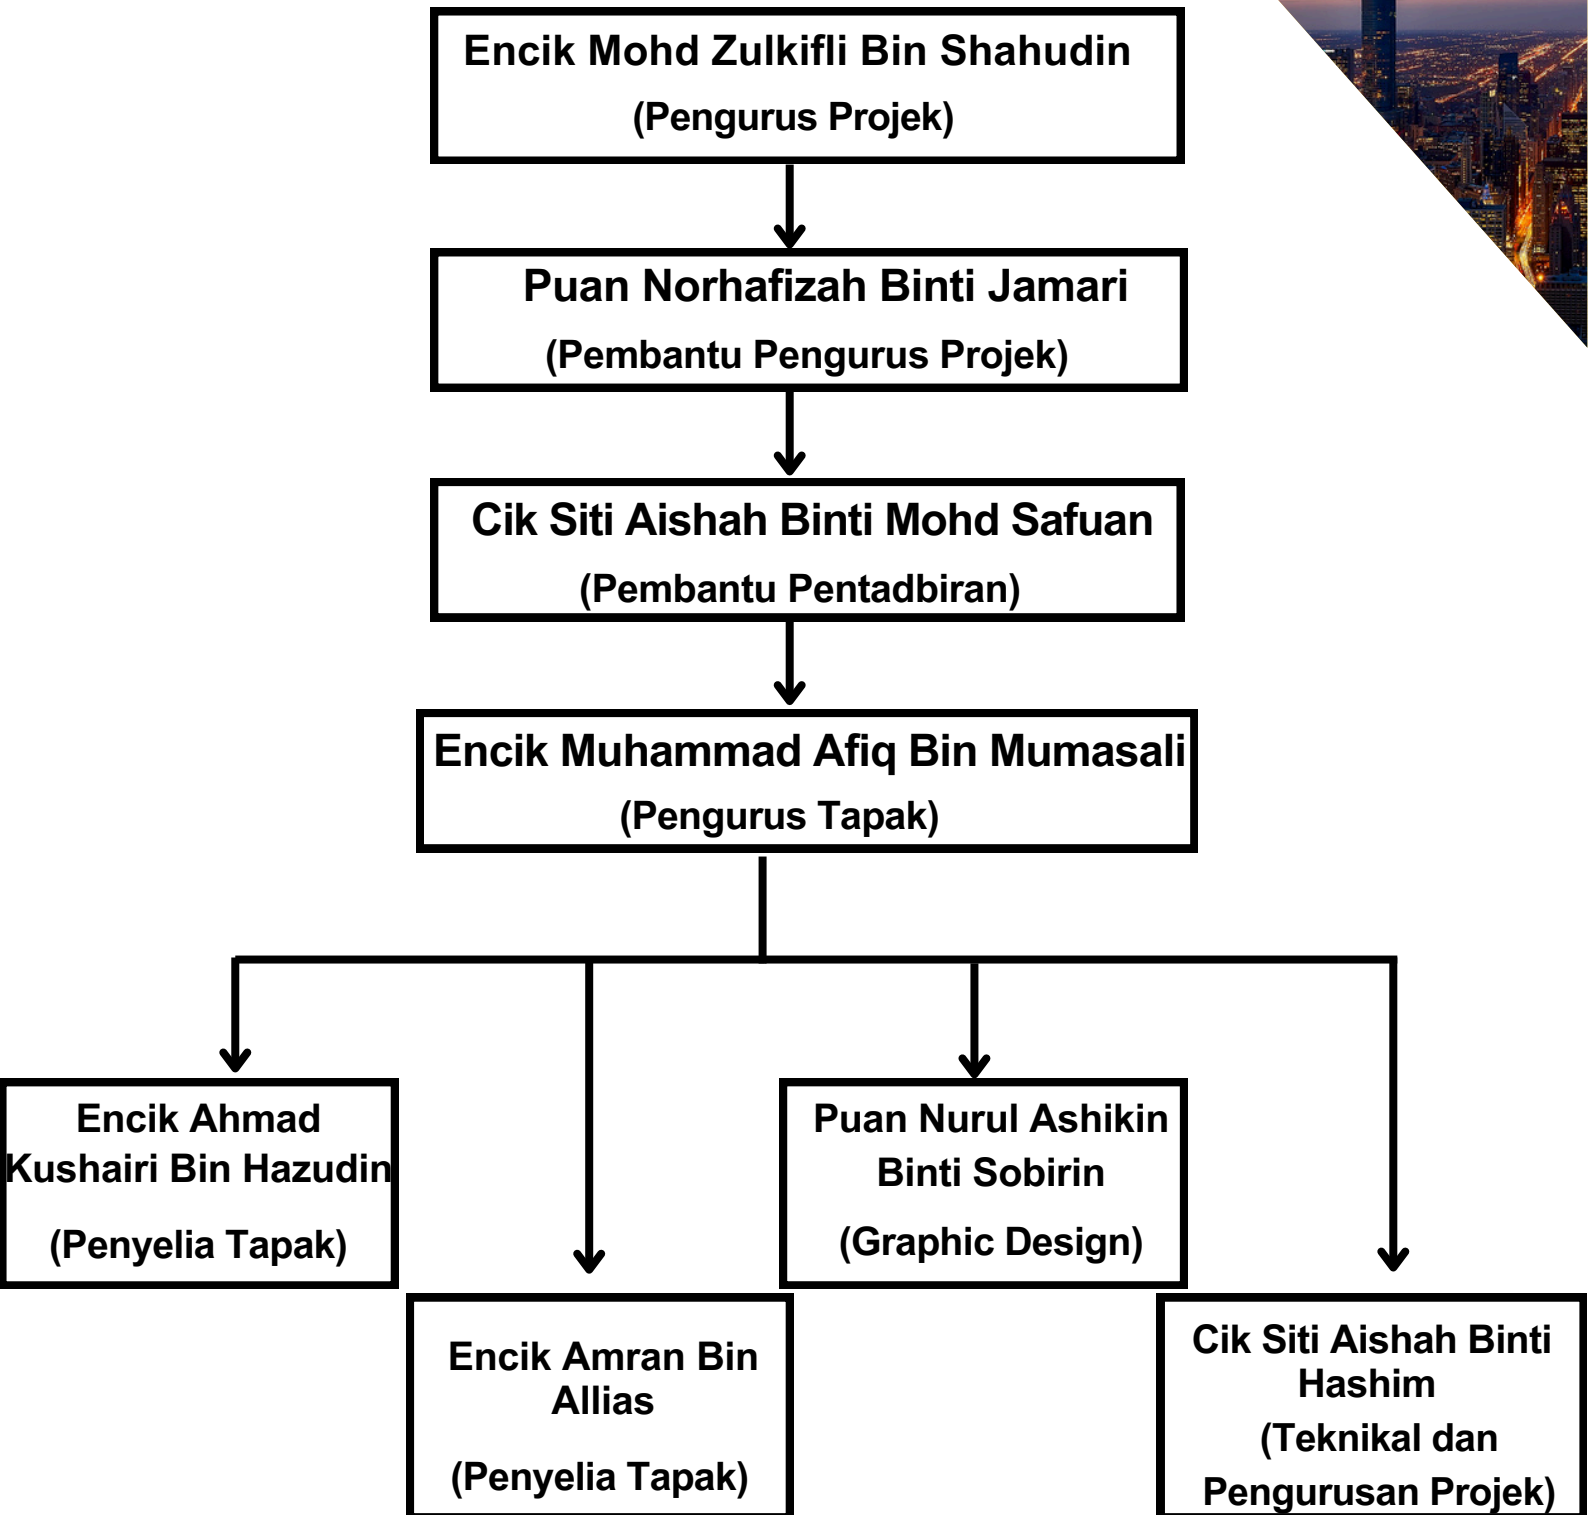 Encik Mohd Zulkifli Bin Shahudin
(Pengurus Projek)
Puan Norhafizah Binti Jamari
(Pembantu Pengurus Projek)
Cik Siti Aishah Binti Mohd Safuan
(Pembantu Pentadbiran)
Encik Muhammad Afiq Bin Mumasali
(Pengurus Tapak)
Encik Ahmad
Kushairi Bin Hazudin
(Penyelia Tapak)
Encik Amran Bin
Allias
(Penyelia Tapak)
Puan Nurul Ashikin
Binti Sobirin
(Graphic Design)
Cik Siti Aishah Binti
Hashim
(Teknikal dan
Pengurusan Projek)